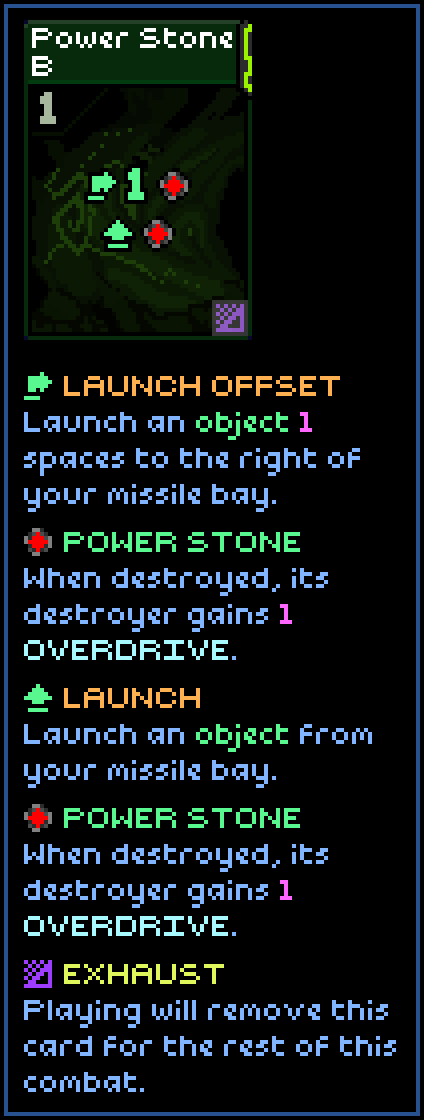 Power Stone
B
1
1
LAUNCH OFFSET
Launch an object 1
spaces to the right of
your missile bay.
POWER STONE
When destroyed, its
destroyer gains 1
OVERDRIVE.
LAUNCH
Launch an object from
your missile bay.
POWER STONE
When destroyed, its
destroyer gains 1
OVERDRIVE.
EXHAUST
Playing will remove this
card for the rest of this
combat.